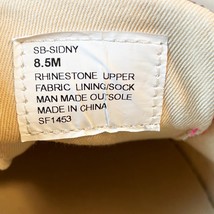 SB-SIDNY
8.5M
RHINESTONE UPPER
FABRIC LINING/SOCK
MAN MADE OUTSOLE
MADE IN CHINA
SF1453